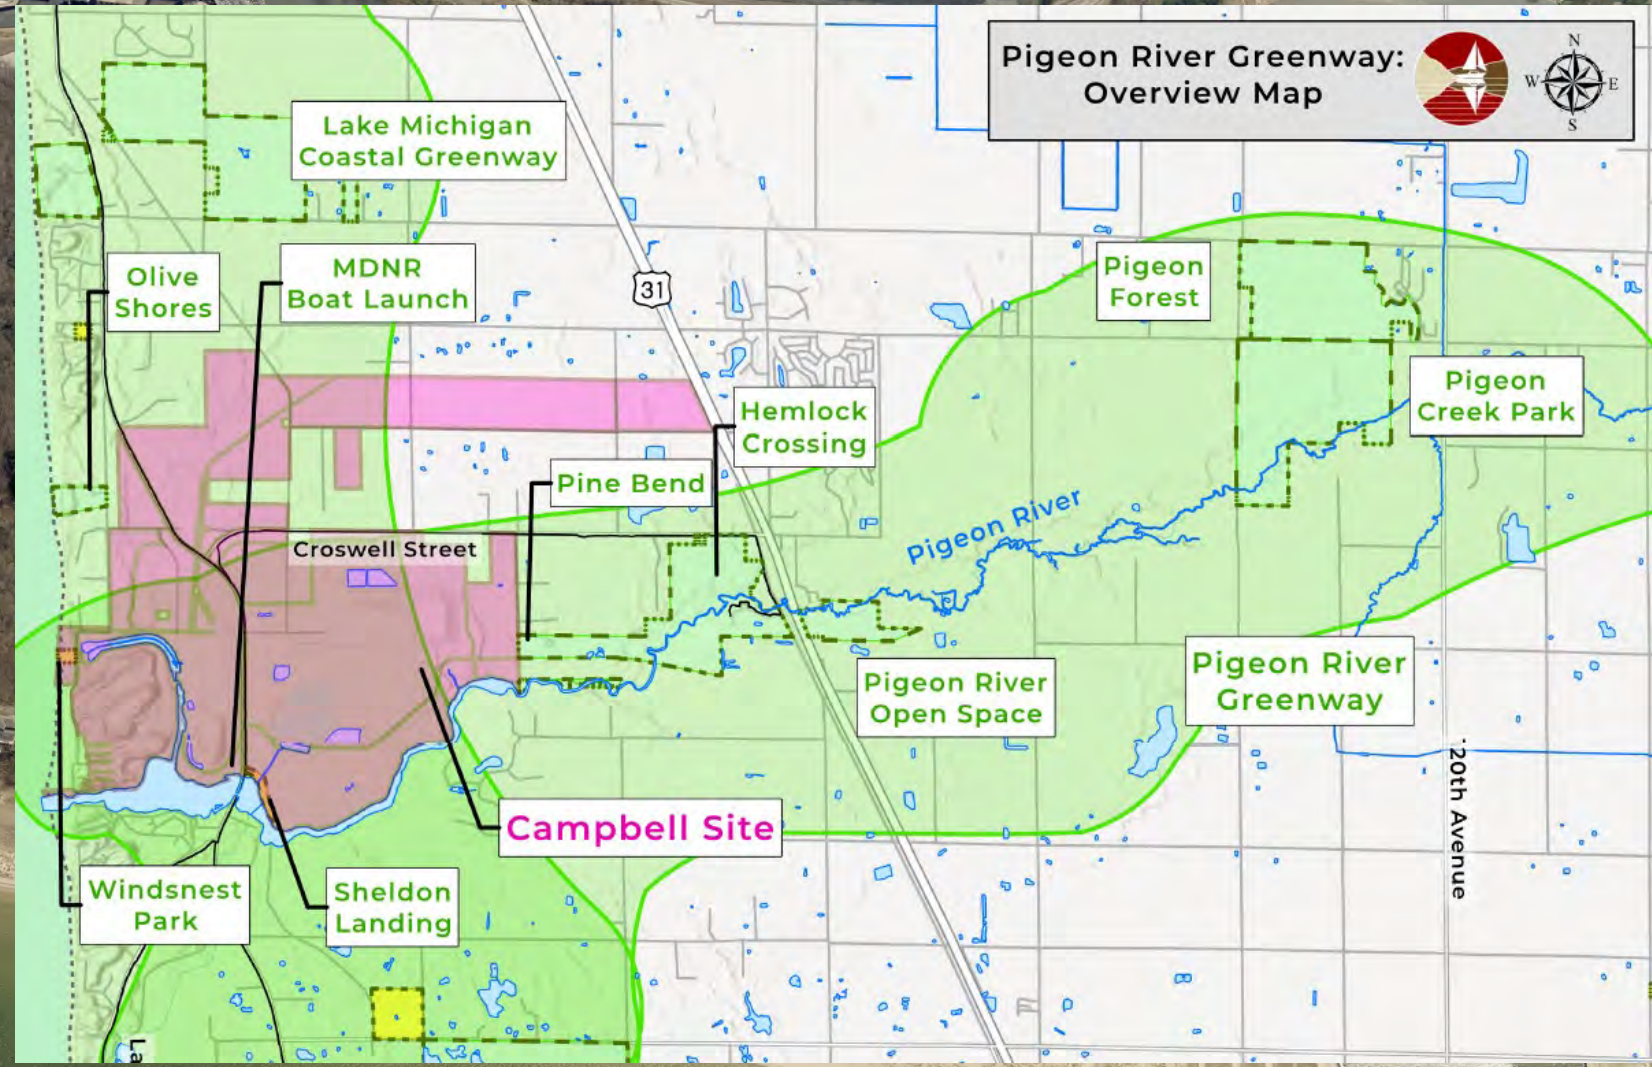 Pigeon River Greenway:
Overview Map
N
W
E
S
Lake Michigan
Coastal Greenway
Olive
Shores
MDNR
Boat Launch
31
Pigeon
Forest
Pigeon
Creek Park
Hemlock
Crossing
Pine Bend
Pigeon River
Croswell Street
Pigeon River
Open Space
Pigeon River
Greenway
Campbell Site
120th Avenue
Windsnest
Park
Sheldon
Landing
La